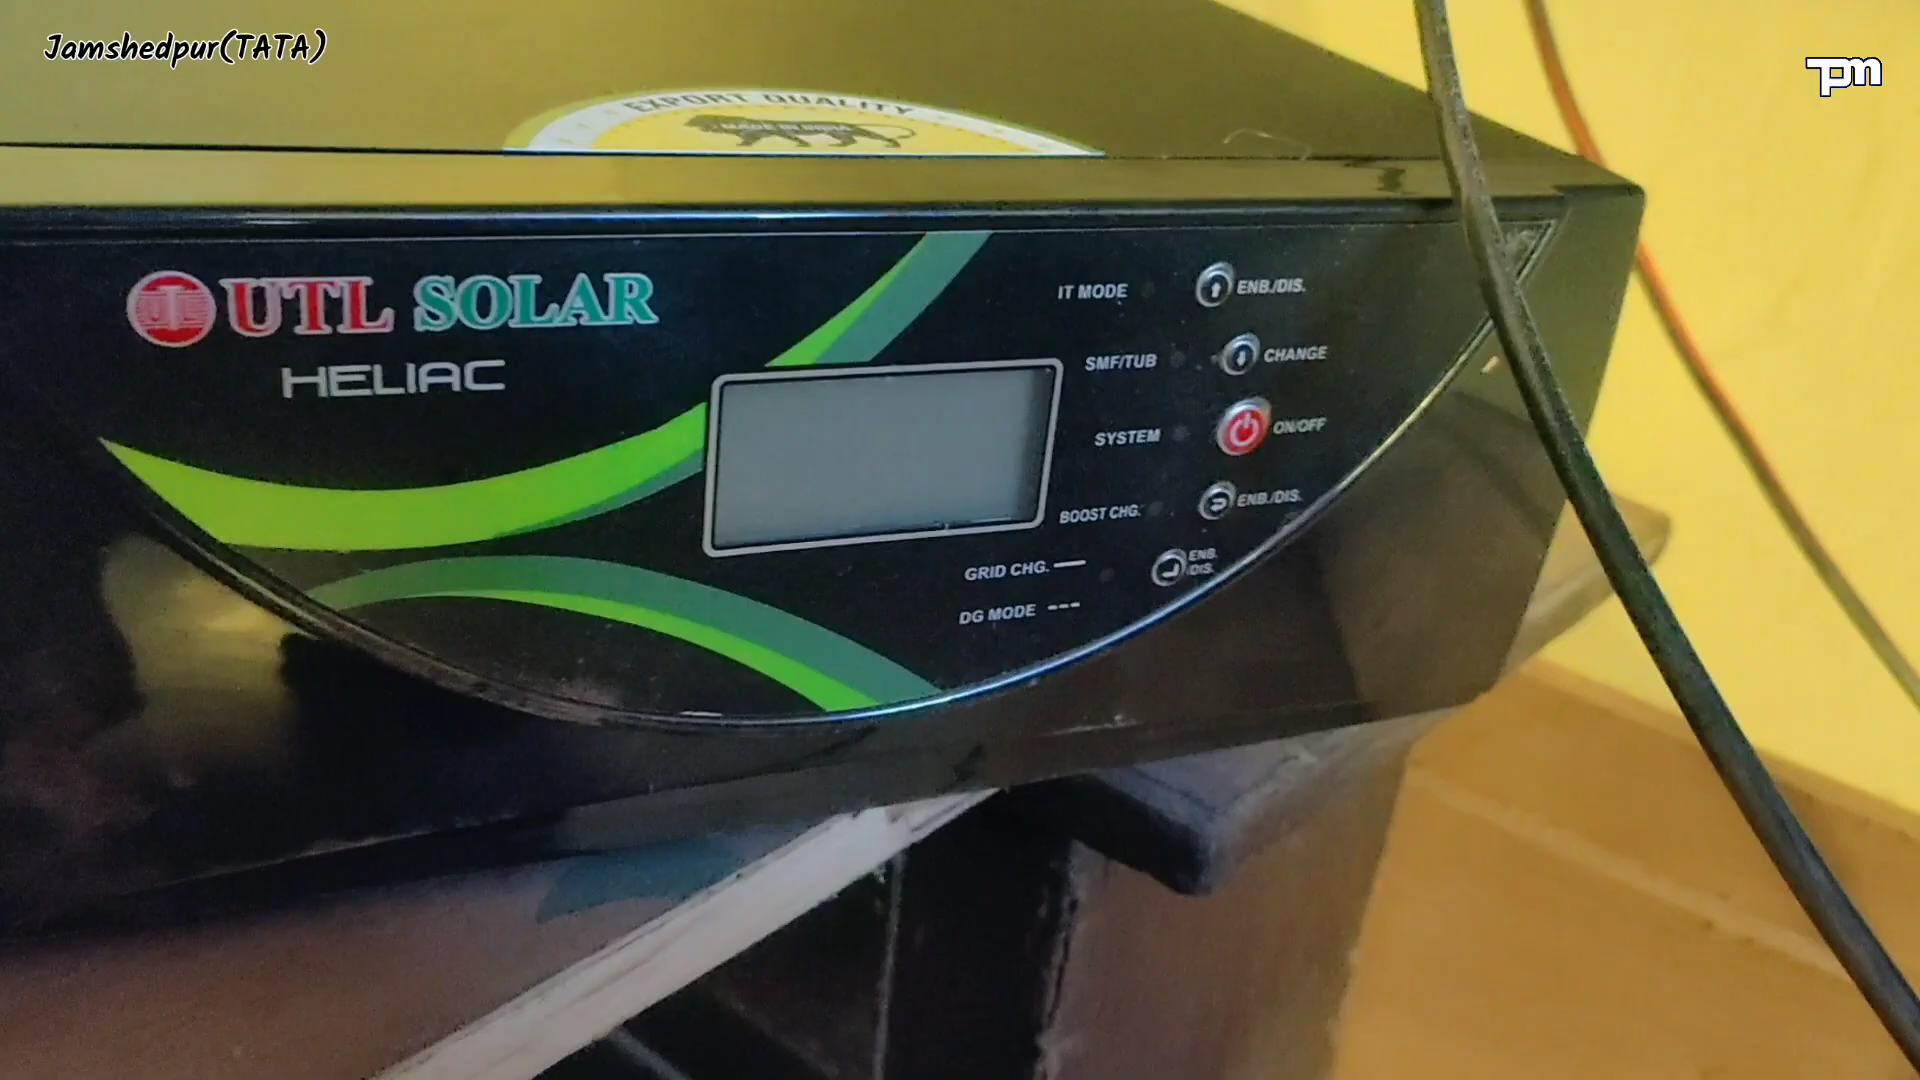 Jamshedpur(TATA)
TPM
EXPORT QUALITY
MADE IN INDIA
UTL SOLAR
HELIAC
IT MODE
ENB./DIS.
SMF/TUB
CHANGE
SYSTEM
ON/OFF
BOOST CHG.
ENB./DIS.
GRID CHG.
ENB.
/DIS.
DG MODE